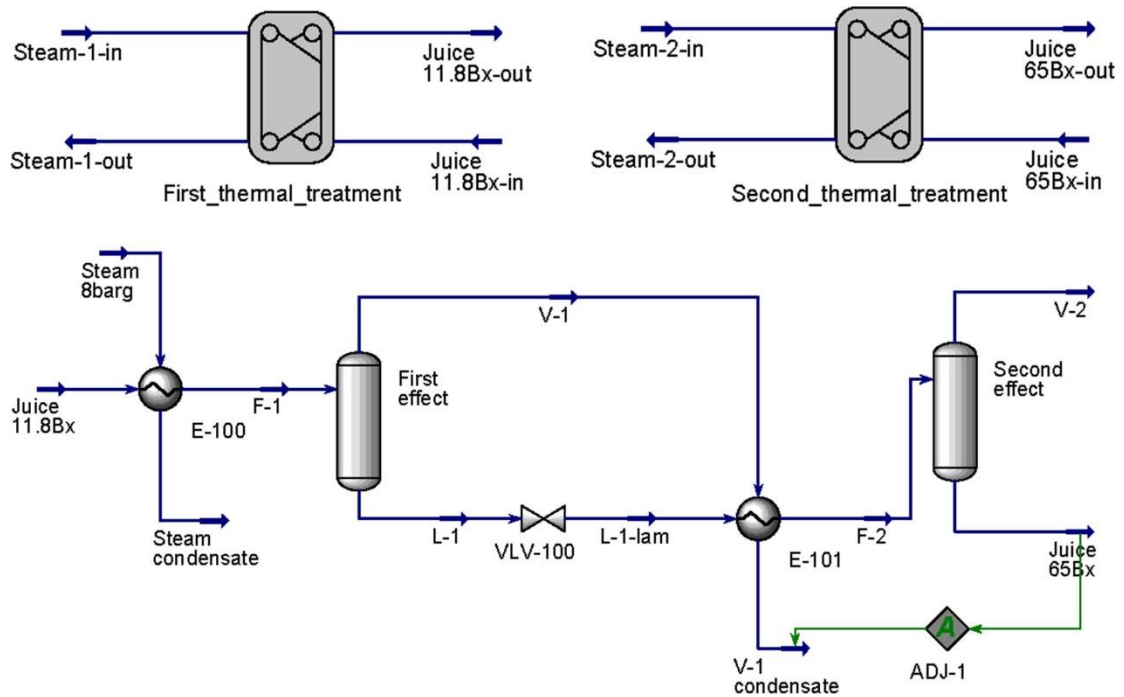 Steam-1-in
Juice
11.8Bx-out
Steam-1-out
Juice
11.8Bx-in
First_thermal_treatment
Steam-2-in
Juice
65Bx-out
Steam-2-out
Juice
65Bx-in
Second_thermal_treatment
Steam
8barg
Juice
11.8Bx
E-100
F-1
Steam
condensate
First
effect
V-1
L-1
VLV-100
L-1-lam
E-101
F-2
V-1
condensate
Second
effect
V-2
Juice
65Bx
A
ADJ-1